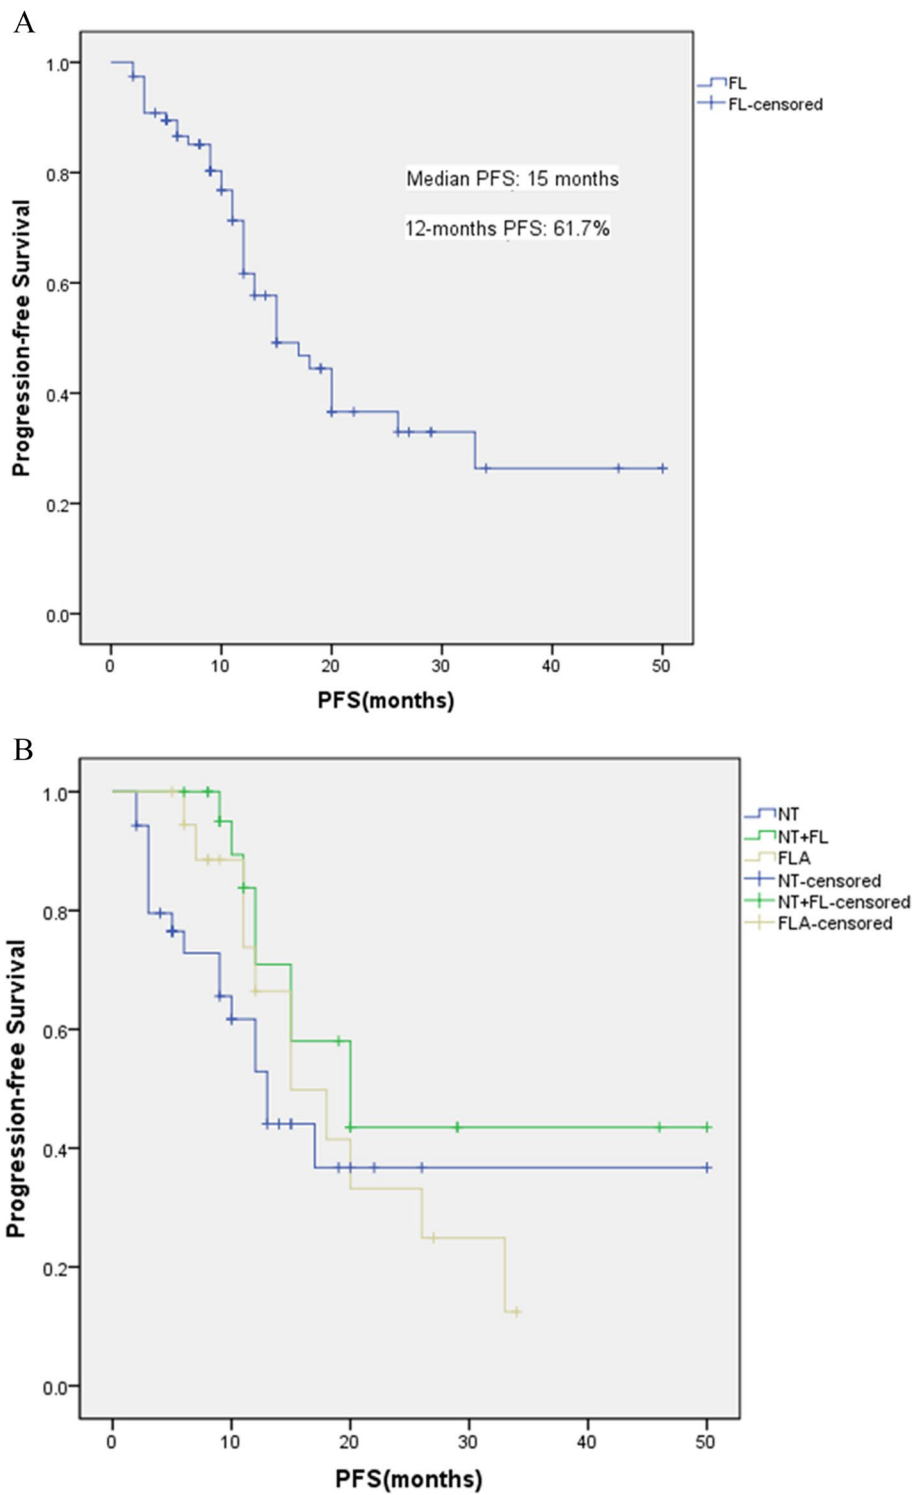 A
1.0
0.8
0.6
0.4
0.2
0.0
Progression-free Survival
Median PFS: 15 months
12-months PFS: 61.7%
FL
FL-censored
0 10 20 30 40 50
PFS(months)
B
1.0
0.8
0.6
0.4
0.2
0.0
Progression-free Survival
NT
NT+FL
FLA
NT-censored
NT+FL-censored
FLA-censored
0 10 20 30 40 50
PFS(months)